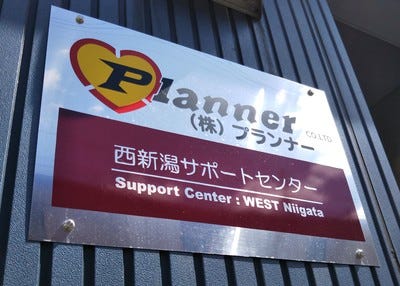 Planner CO.,LTD.
(株)プランナー
西新潟サポートセンター
Support Center : WEST Niigata